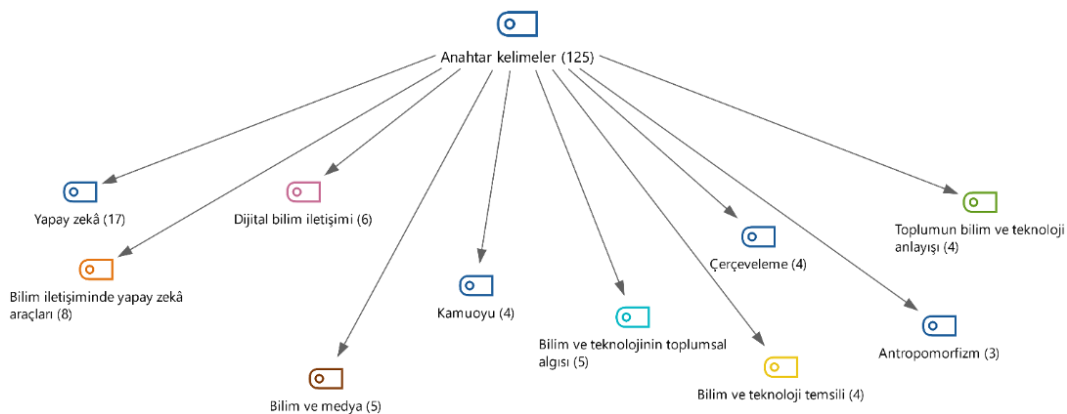 Anahtar kelimeler (125)
Yapay zekâ (17)
Dijital bilim iletişimi (6)
Toplumun bilim ve teknoloji
anlayışı (4)
Çerçeveleme (4)
Bilim iletişiminde yapay zekâ
araçları (8)
Kamuoyu (4)
Bilim ve teknolojinin toplumsal
algısı (5)
Antropomorfizm (3)
Bilim ve teknoloji temsili (4)
Bilim ve medya (5)